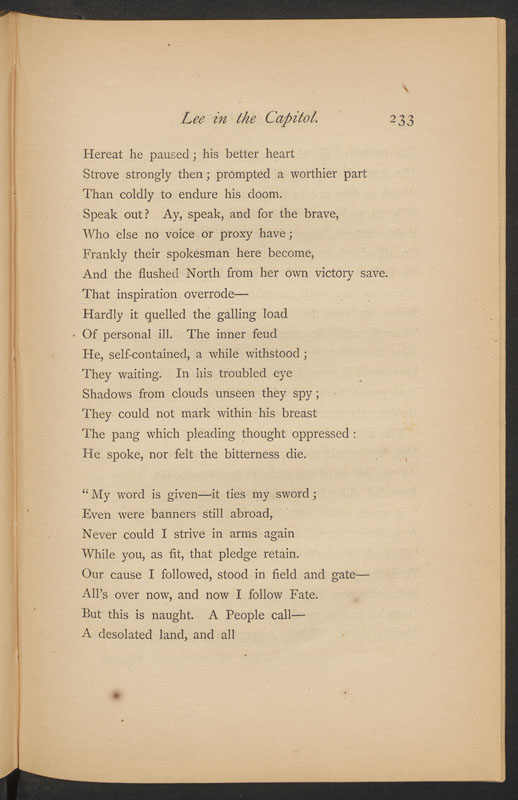 Lee in the Capitol. 233
Hereat he paused; his better heart
Strove strongly then; prompted a worthier part
Than coldly to endure his doom.
Speak out? Ay, speak, and for the brave,
Who else no voice or proxy have;
Frankly their spokesman here become,
And the flushed North from her own victory save.
That inspiration overrode—
Hardly it quelled the galling load
Of personal ill. The inner feud
He, self-contained, a while withstood;
They waiting. In his troubled eye
Shadows from clouds unseen they spy;
They could not mark within his breast
The pang which pleading thought oppressed:
He spoke, nor felt the bitterness die.
"My word is given—it ties my sword;
Even were banners still abroad,
Never could I strive in arms again
While you, as fit, that pledge retain.
Our cause I followed, stood in field and gate—
All's over now, and now I follow Fate.
But this is naught. A People call—
A desolated land, and all